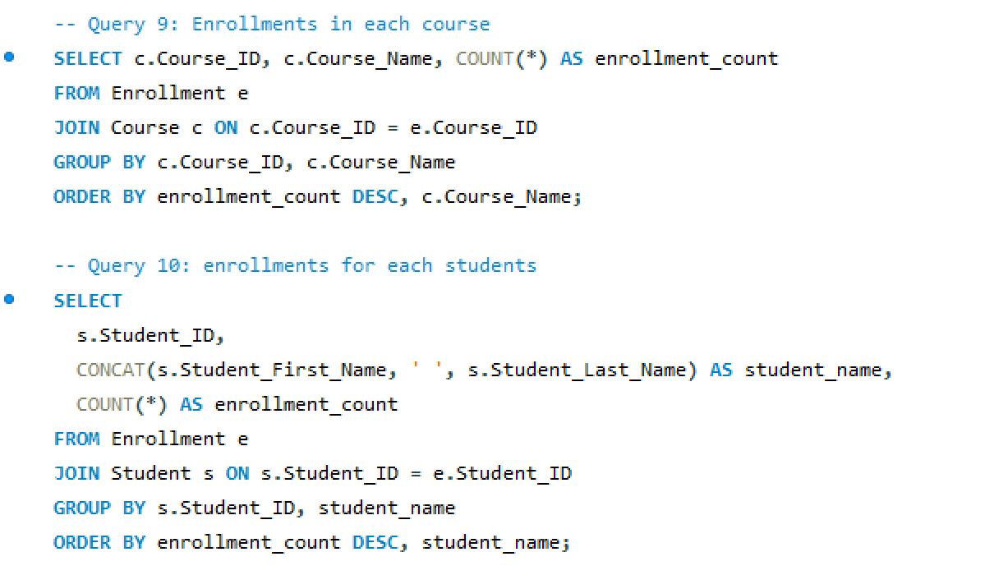 -- Query 9: Enrollments in each course
SELECT c.Course_ID, c.Course_Name, COUNT(*) AS enrollment_count
FROM Enrollment e
JOIN Course c ON c.Course_ID = e.Course_ID
GROUP BY c.Course_ID, c.Course_Name
ORDER BY enrollment_count DESC, c.Course_Name;
-- Query 10: enrollments for each students
SELECT
s.Student_ID,
CONCAT(s.Student_First_Name, ' ', s.Student_Last_Name) AS student_name,
COUNT(*) AS enrollment_count
FROM Enrollment e
JOIN Student s ON s.Student_ID = e.Student_ID
GROUP BY s.Student_ID, student_name
ORDER BY enrollment_count DESC, student_name;